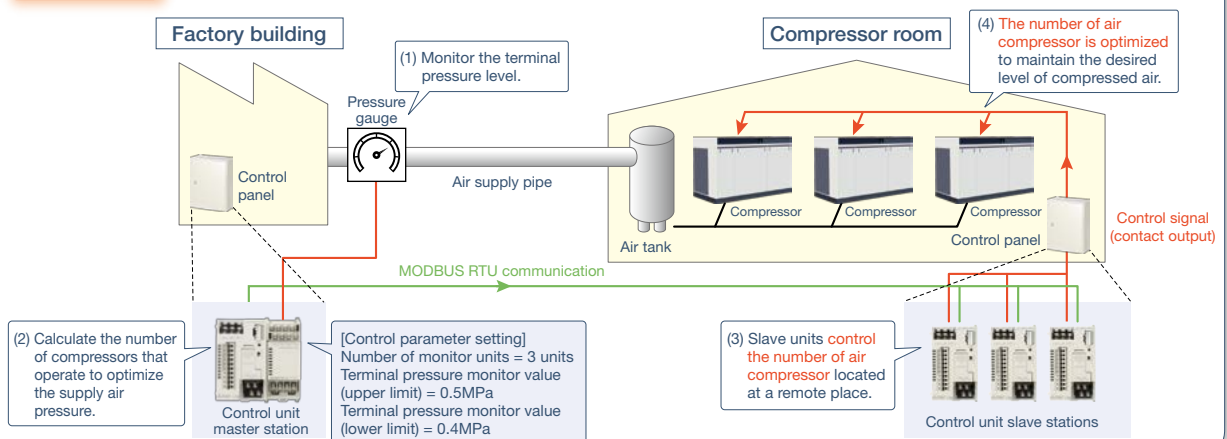 Factory building
Compressor room
(1) Monitor the terminal
pressure level.
(4) The number of air
compressor is optimized
to maintain the desired
level of compressed air.
Pressure
gauge
Control
panel
Air supply pipe
Compressor
Compressor
Compressor
Air tank
Control panel
Control signal
(contact output)
MODBUS RTU communication
(2) Calculate the number
of compressors that
operate to optimize
the supply air
pressure.
Control unit
master station
[Control parameter setting]
Number of monitor units = 3 units
Terminal pressure monitor value
(upper limit) = 0.5MPa
Terminal pressure monitor value
(lower limit) = 0.4MPa
(3) Slave units control
the number of air
compressor located
at a remote place.
Control unit slave stations